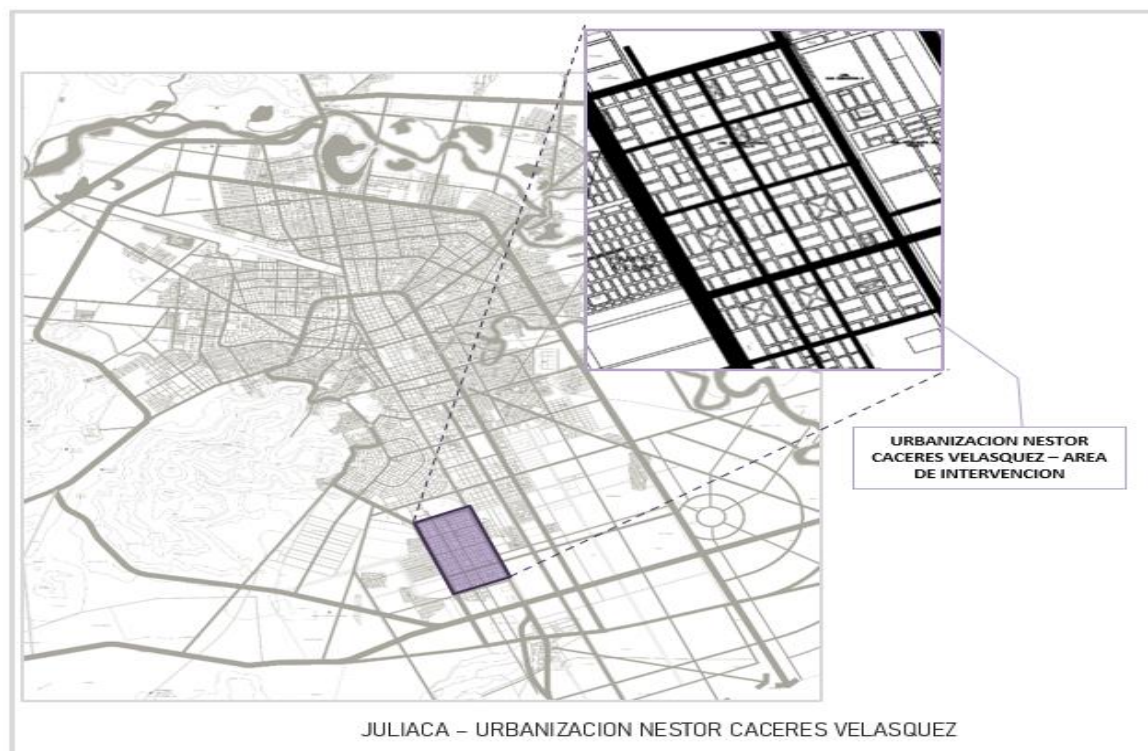 URBANIZACION NESTOR
CACERES VELASQUEZ – AREA
DE INTERVENCION
JULIACA – URBANIZACION NESTOR CACERES VELASQUEZ